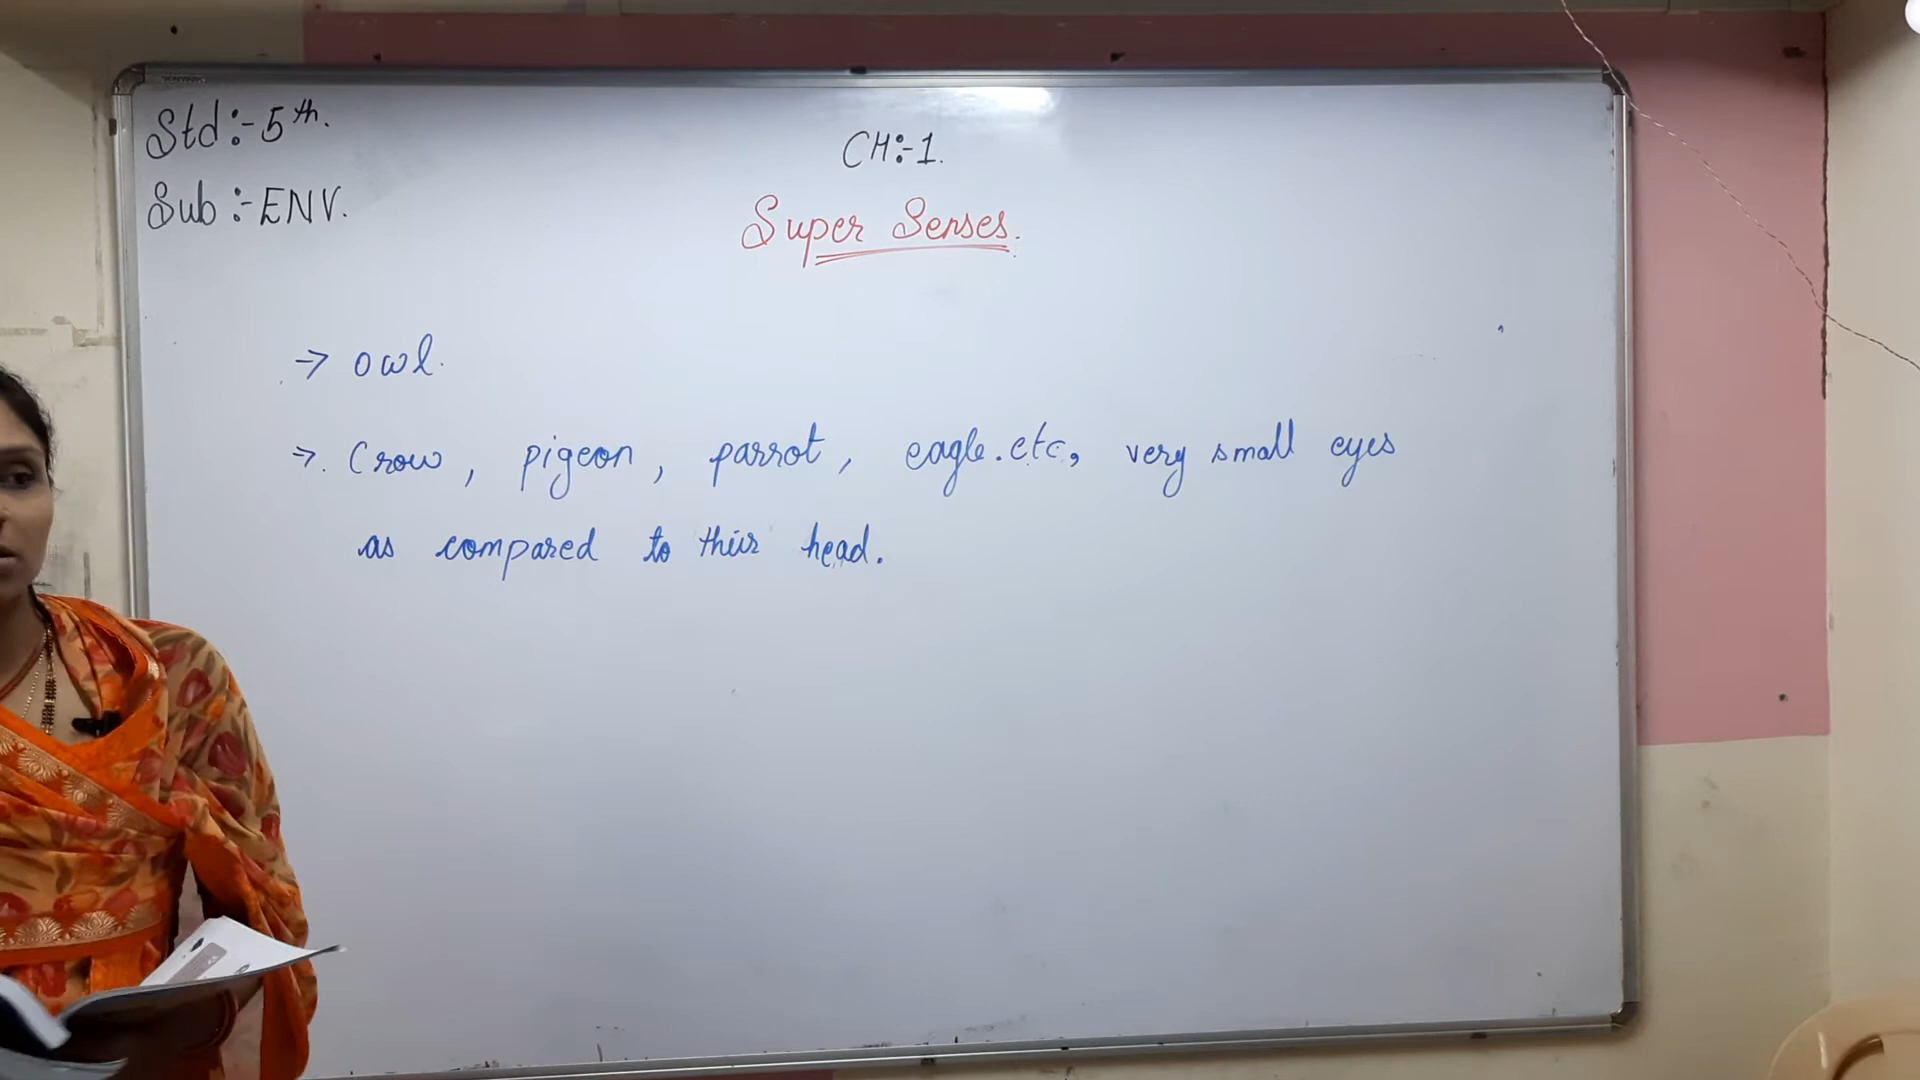 Std:-5th.
Sub:-ENV.
CH:-1.
Super Senses.
→ owl.
→. Crow, pigeon, parrot, eagle.etc, very small eyes
as compared to their head.